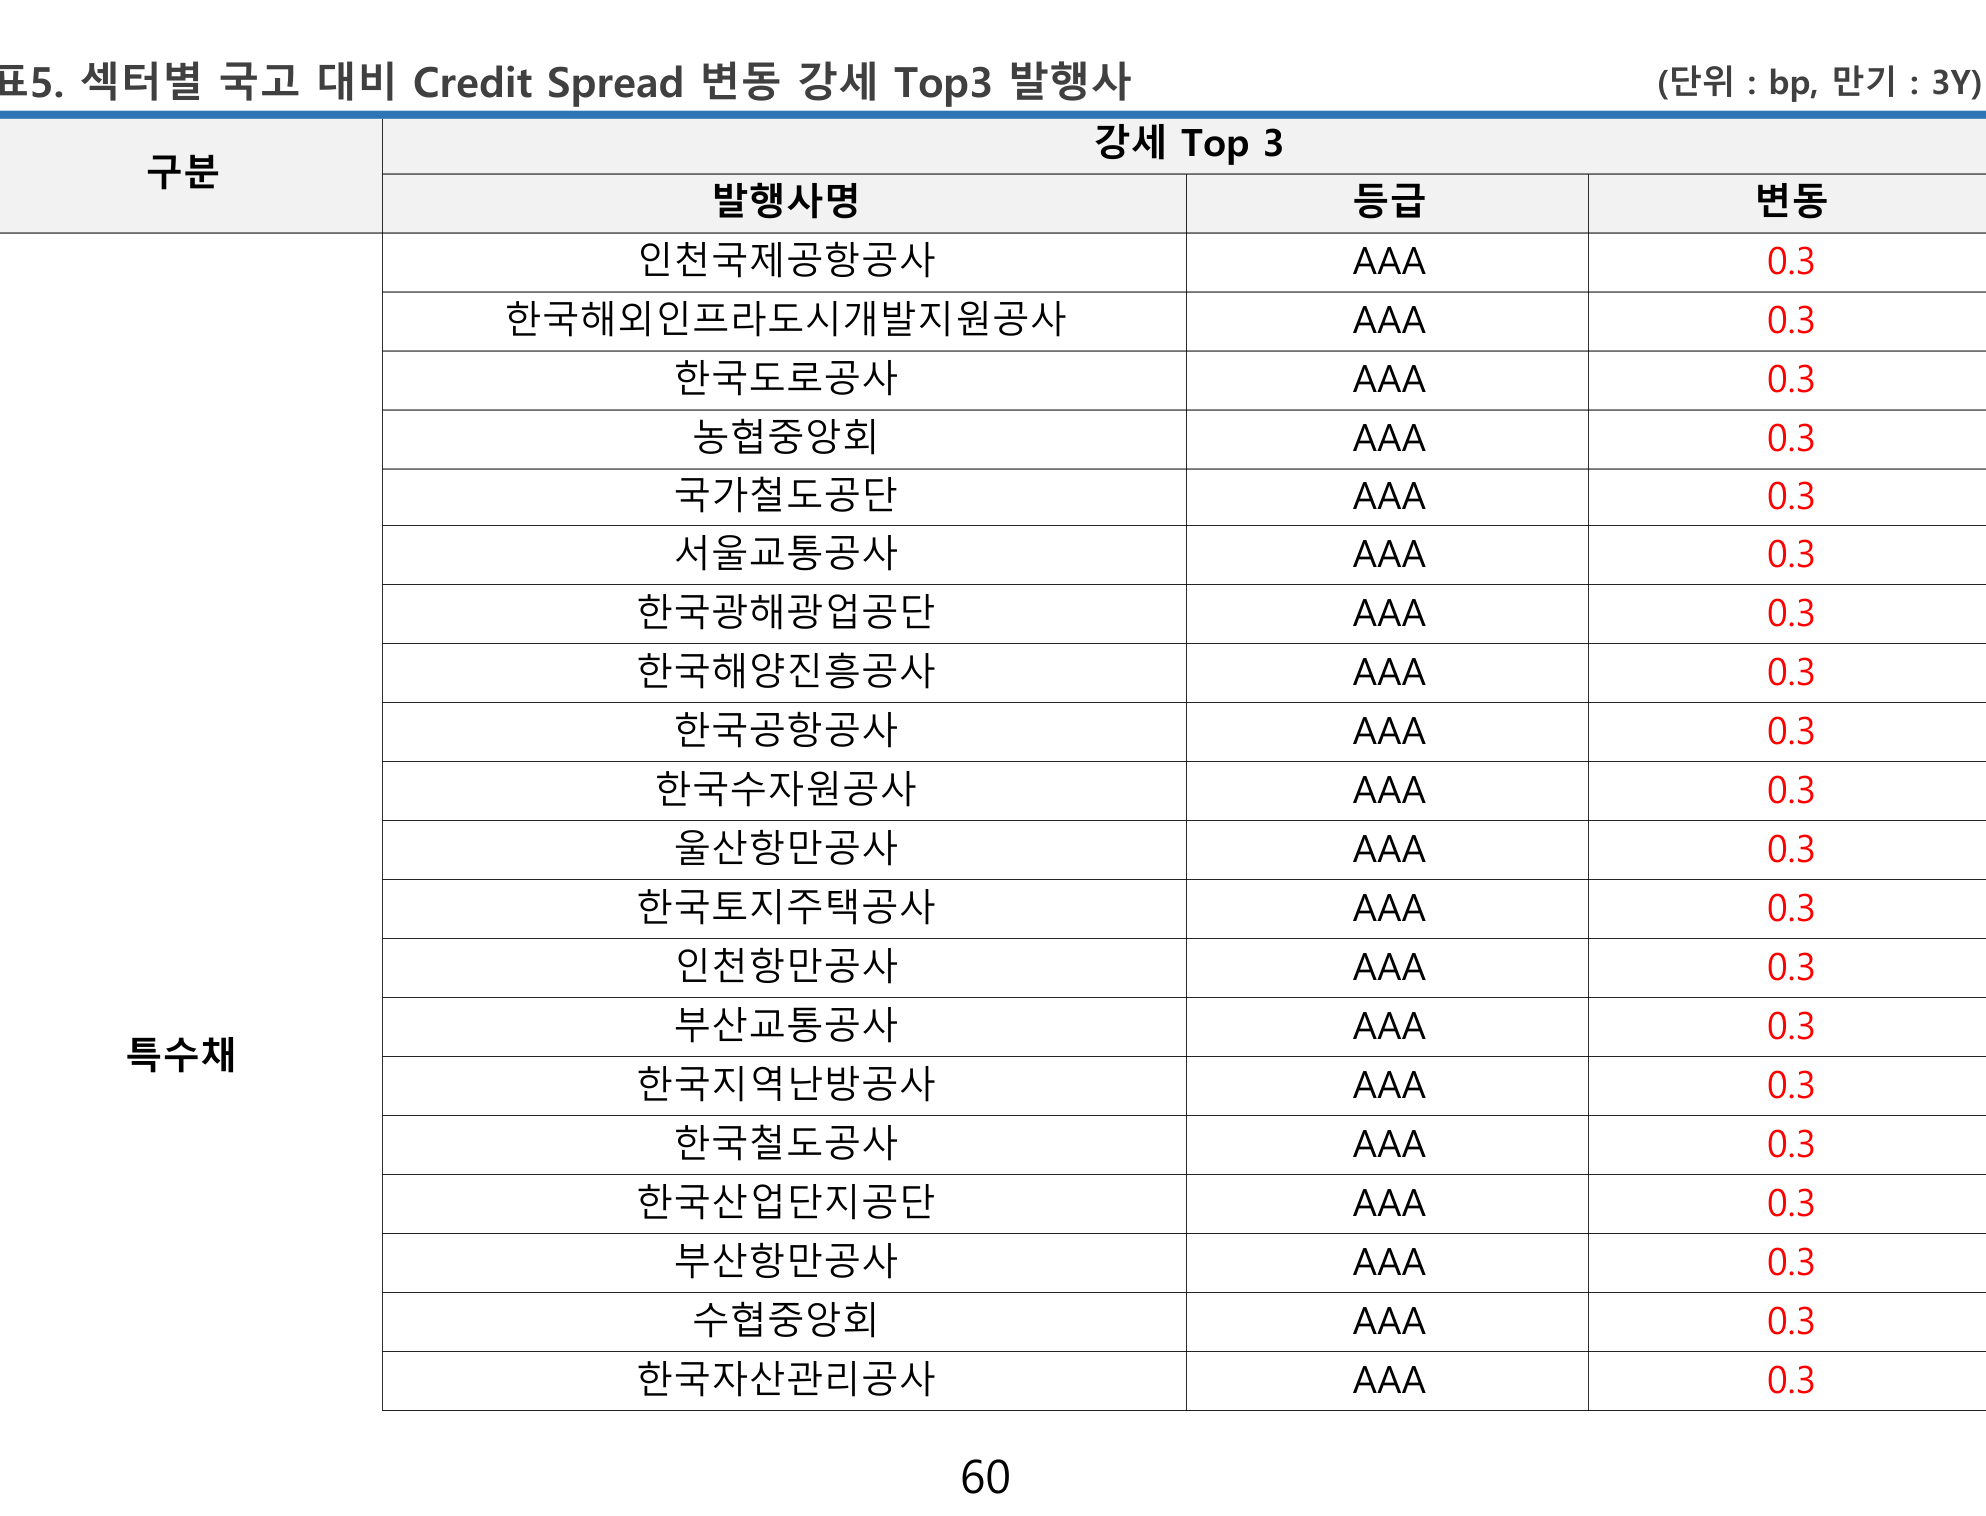 표5. 섹터별 국고 대비 Credit Spread 변동 강세 Top3 발행사 (단위 : bp, 만기 : 3Y)
구분 강세 Top 3
발행사명 등급 변동
인천국제공항공사 AAA 0.3
한국해외인프라도시개발지원공사 AAA 0.3
한국도로공사 AAA 0.3
농협중앙회 AAA 0.3
국가철도공단 AAA 0.3
서울교통공사 AAA 0.3
한국광해광업공단 AAA 0.3
한국해양진흥공사 AAA 0.3
한국공항공사 AAA 0.3
한국수자원공사 AAA 0.3
울산항만공사 AAA 0.3
한국토지주택공사 AAA 0.3
인천항만공사 AAA 0.3
부산교통공사 AAA 0.3
특수채
한국지역난방공사 AAA 0.3
한국철도공사 AAA 0.3
한국산업단지공단 AAA 0.3
부산항만공사 AAA 0.3
수협중앙회 AAA 0.3
한국자산관리공사 AAA 0.3
60